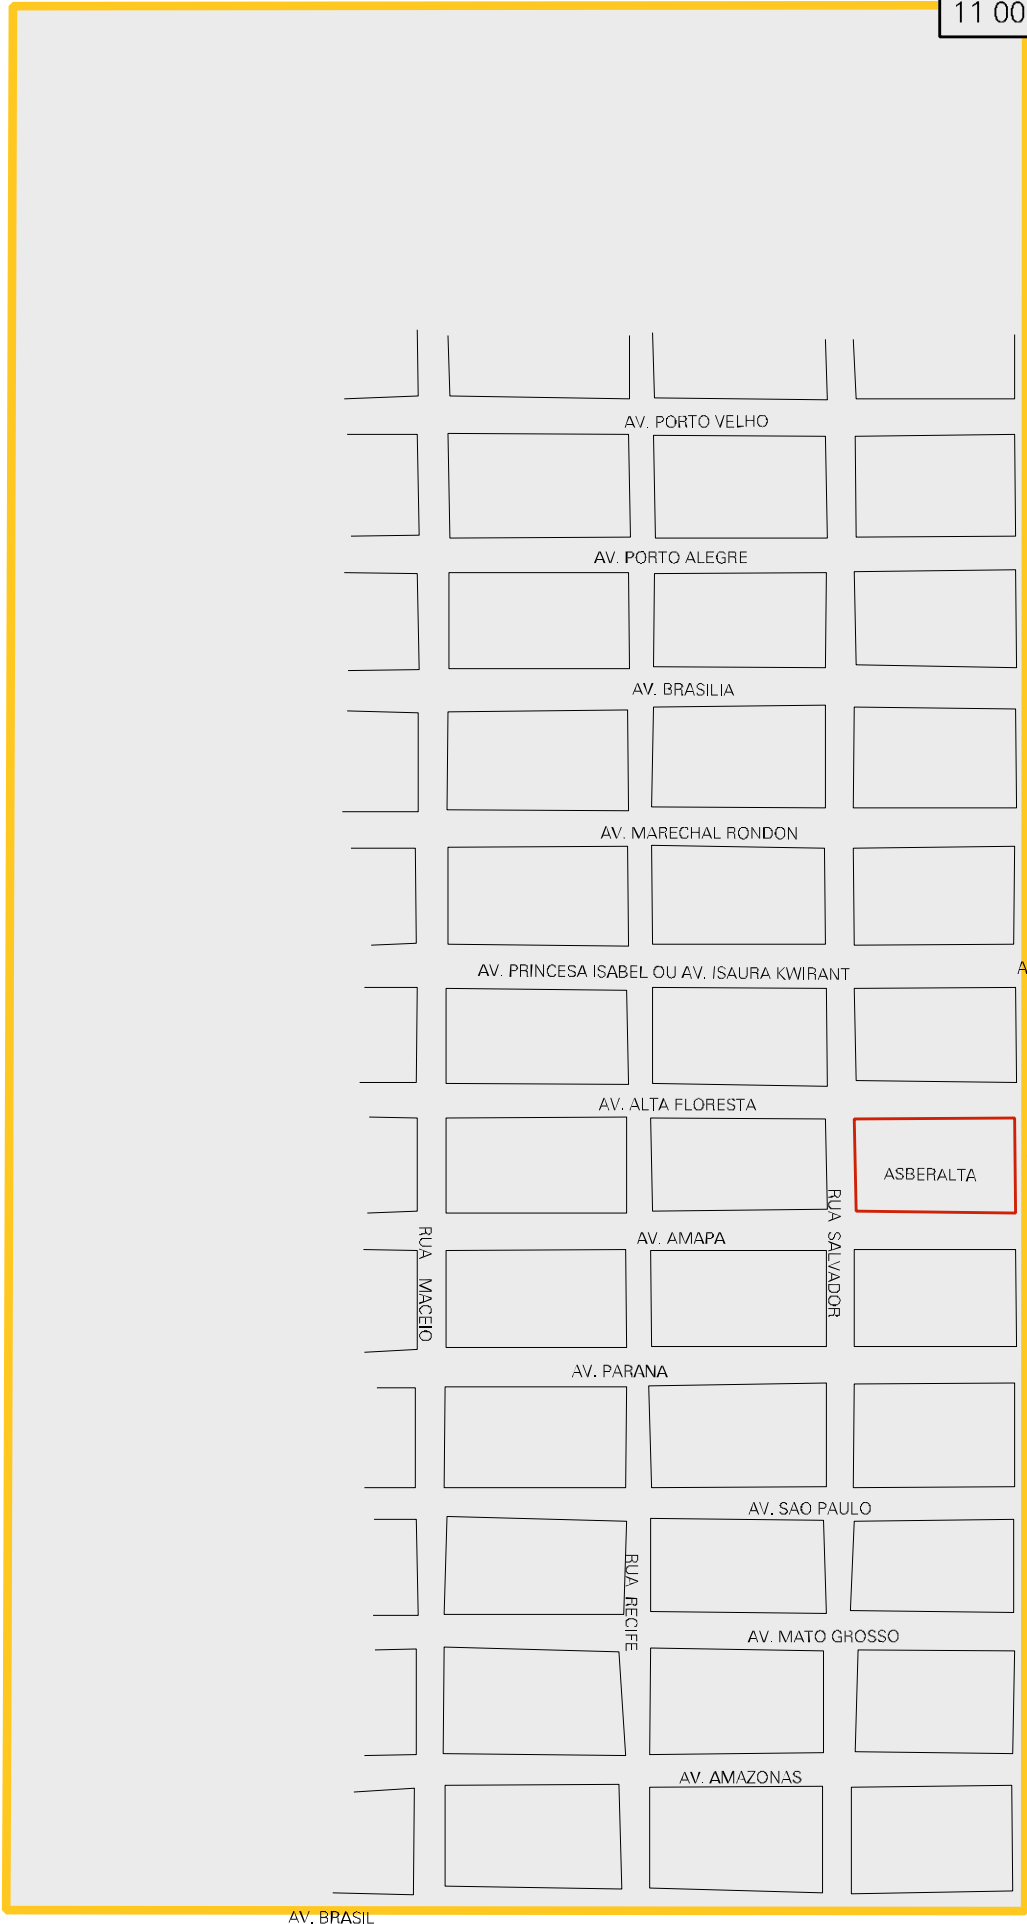 11 00
AV. PORTO VELHO
AV. PORTO ALEGRE
AV. BRASILIA
AV. MARECHAL RONDON
AV. PRINCESA ISABEL OU AV. ISAURA KWIRANT
A
AV. ALTA FLORESTA
ASBERALTA
RUA SALVADOR
RUA MACEIO
AV. AMAPA
AV. PARANA
AV. SAO PAULO
RUA RECIFE
AV. MATO GROSSO
AV. AMAZONAS
AV. BRASIL